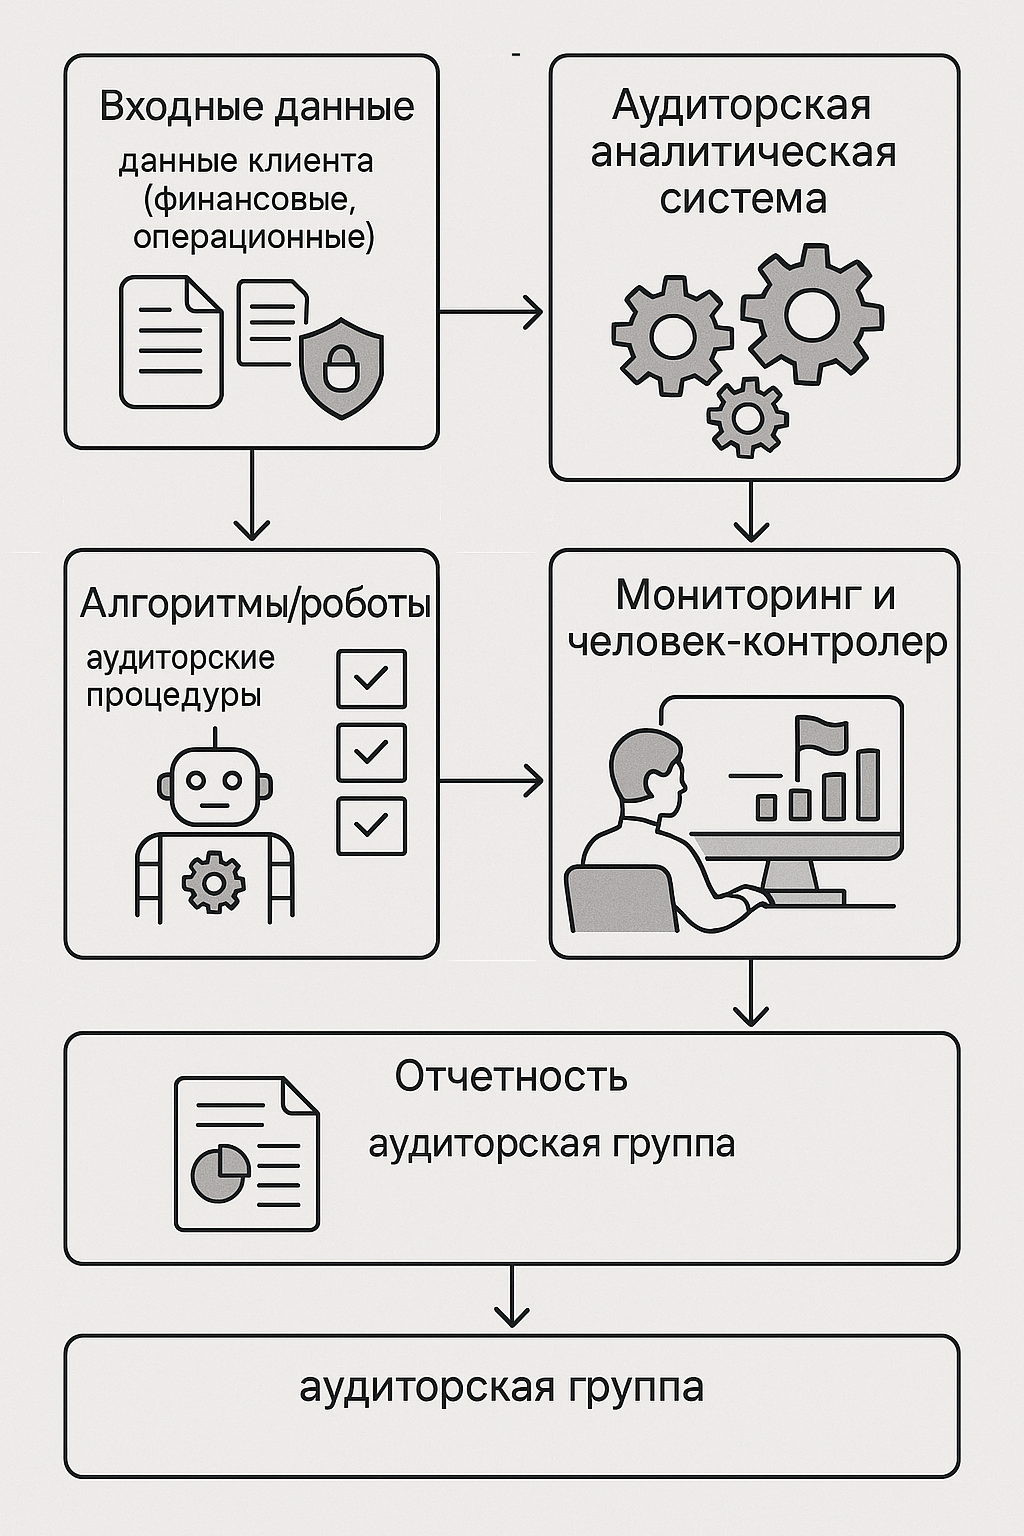 Входные данные
данные клиента
(финансовые,
операционные)
Аудиторская
аналитическая
система
Алгоритмы/роботы
аудиторские
процедуры
Мониторинг и
человек-контролер
Отчетность
аудиторская группа
аудиторская группа